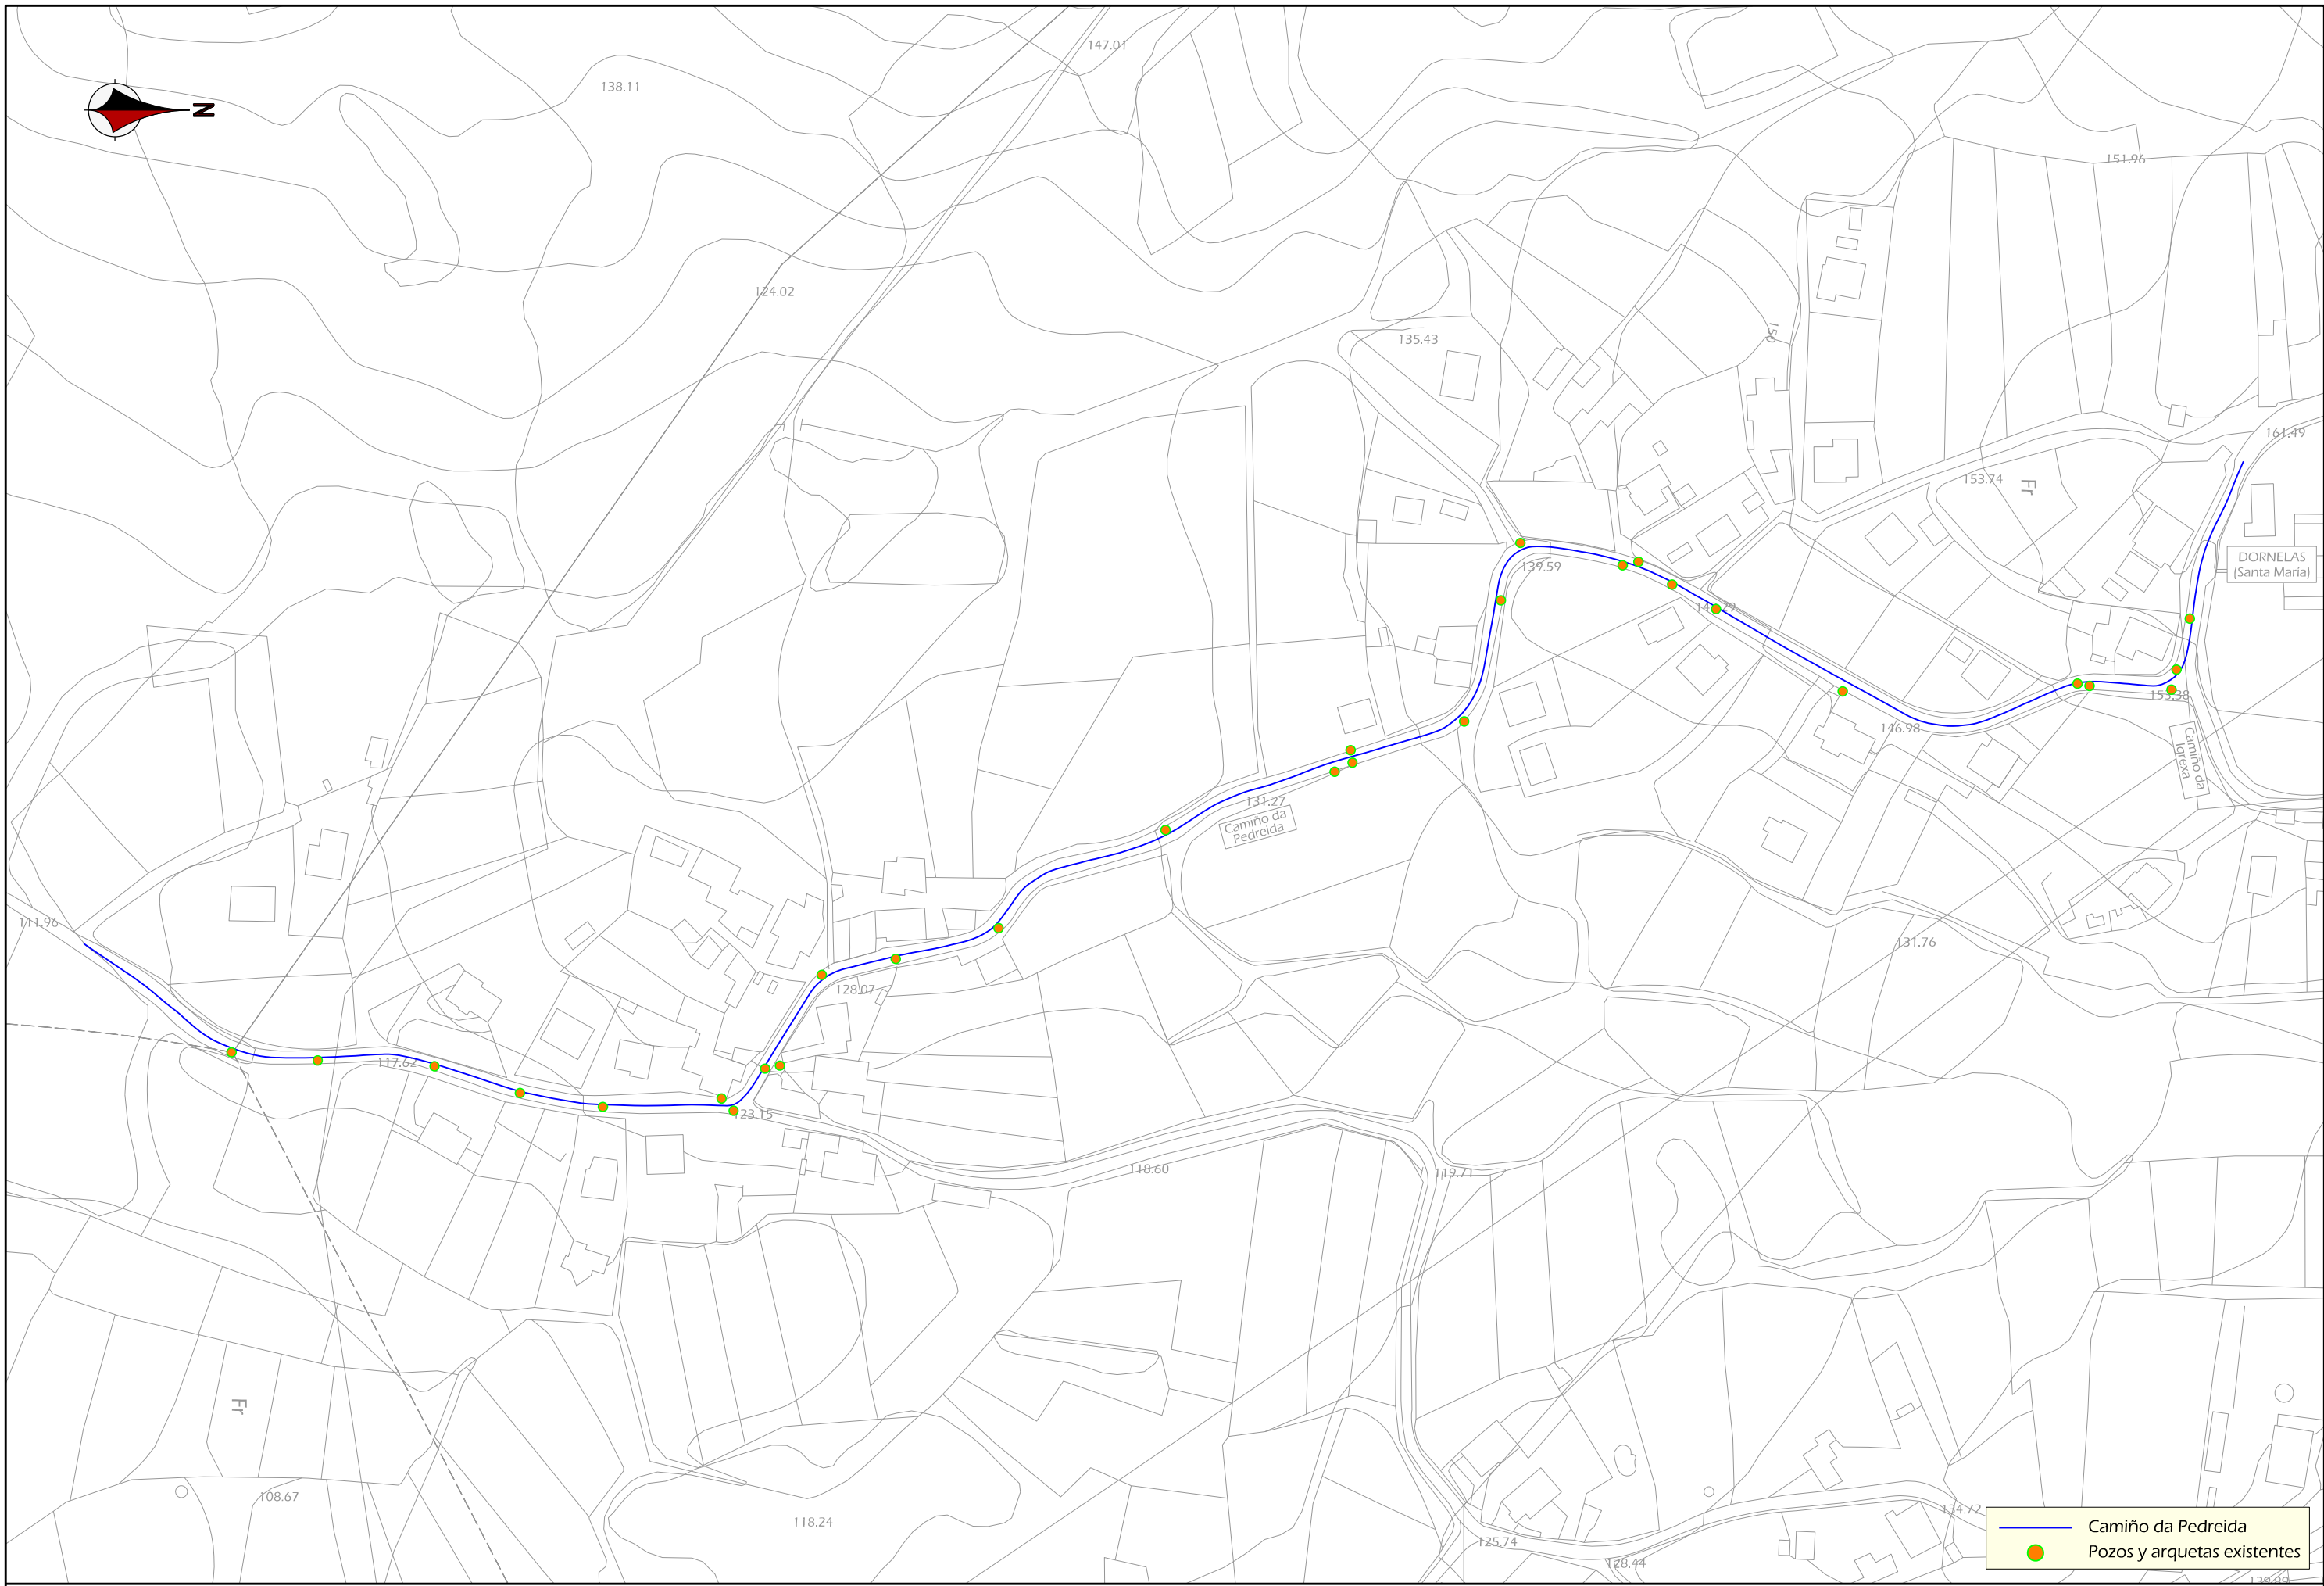 147.01
138.11
N
151.96
124.02
150
135.43
161.49
153.74
Fr
DORNELAS
(Santa María)
139.59
146.98
Camiño da
Igrexa
131.27
Camiño da
Pedreida
111.96
131.76
128.07
117.62
123.15
118.60
119.71
Fr
108.67
118.24
134.72
125.74
128.44
Camiño da Pedreida
Pozos y arquetas existentes